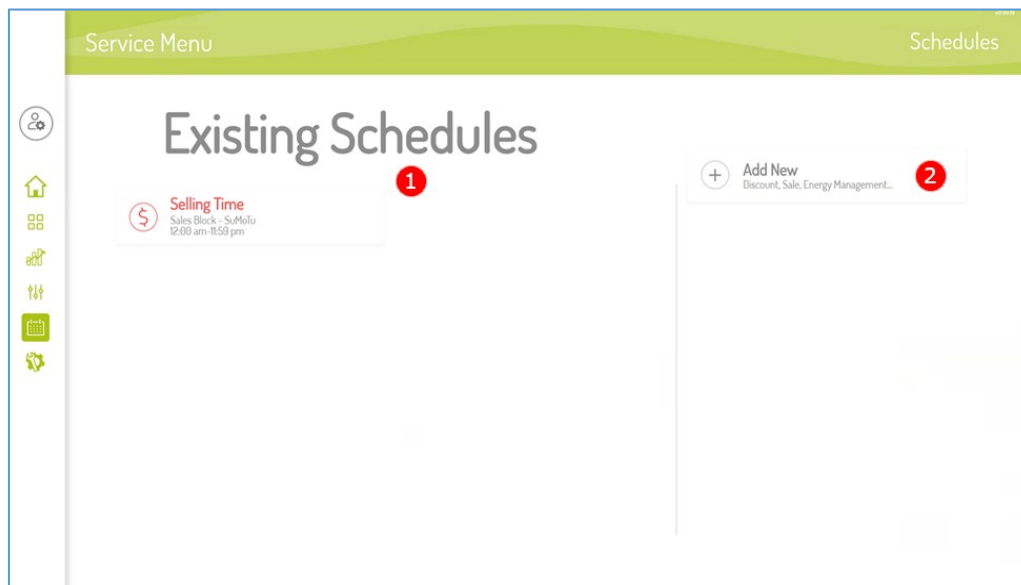 Service Menu
Schedules
Existing Schedules
1
Selling Time
Sales Block - SuMoTu
12:00 am-11:59 pm
Add New
Discount, Sale, Energy Management...
2